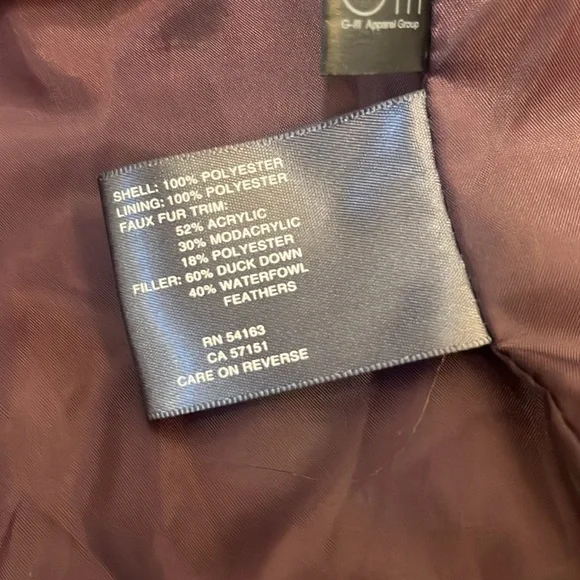 G-III Apparel Group
SHELL: 100% POLYESTER
LINING: 100% POLYESTER
FAUX FUR TRIM:
52% ACRYLIC
30% MODACRYLIC
18% POLYESTER
FILLER: 60% DUCK DOWN
40% WATERFOWL
FEATHERS
RN 54163
CA 57151
CARE ON REVERSE